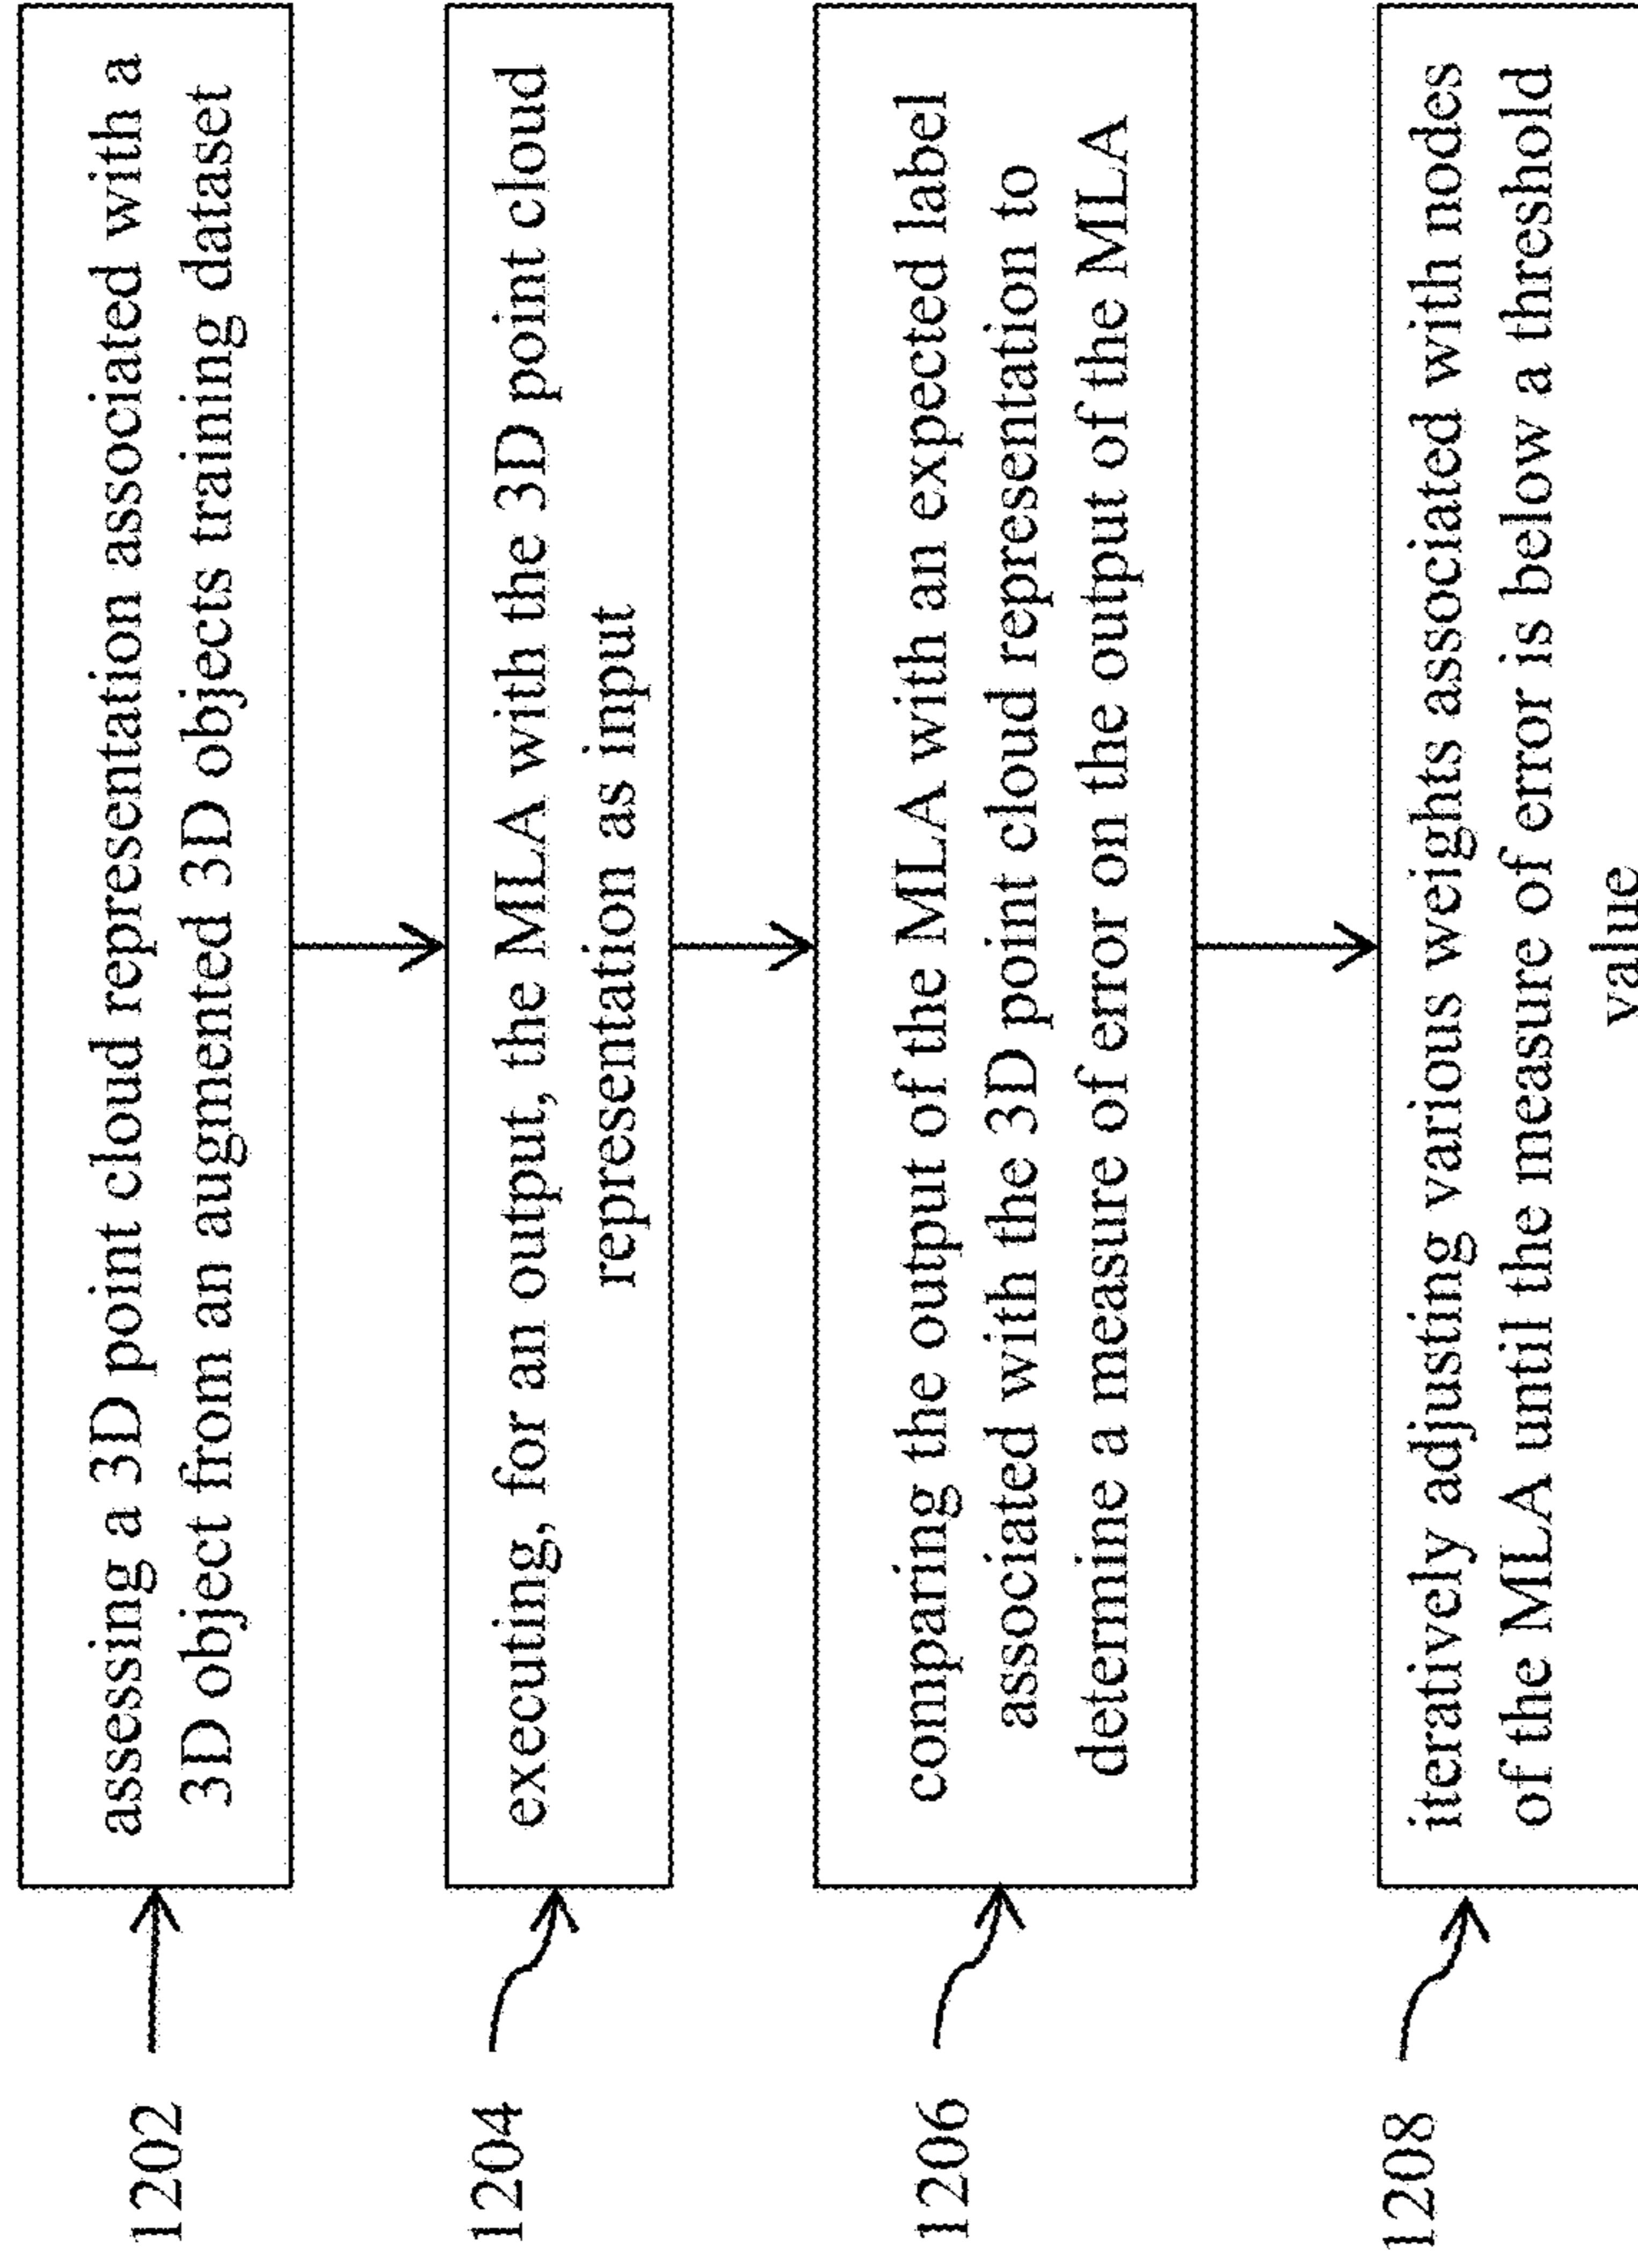 1202
assessing a 3D point cloud representation associated with a
3D object from an augmented 3D objects training dataset
1204
executing, for an output, the MLA with the 3D point cloud
representation as input
1206
comparing the output of the MLA with an expected label
associated with the 3D point cloud representation to
determine a measure of error on the output of the MLA
1208
iteratively adjusting various weights associated with nodes
of the MLA until the measure of error is below a threshold
value